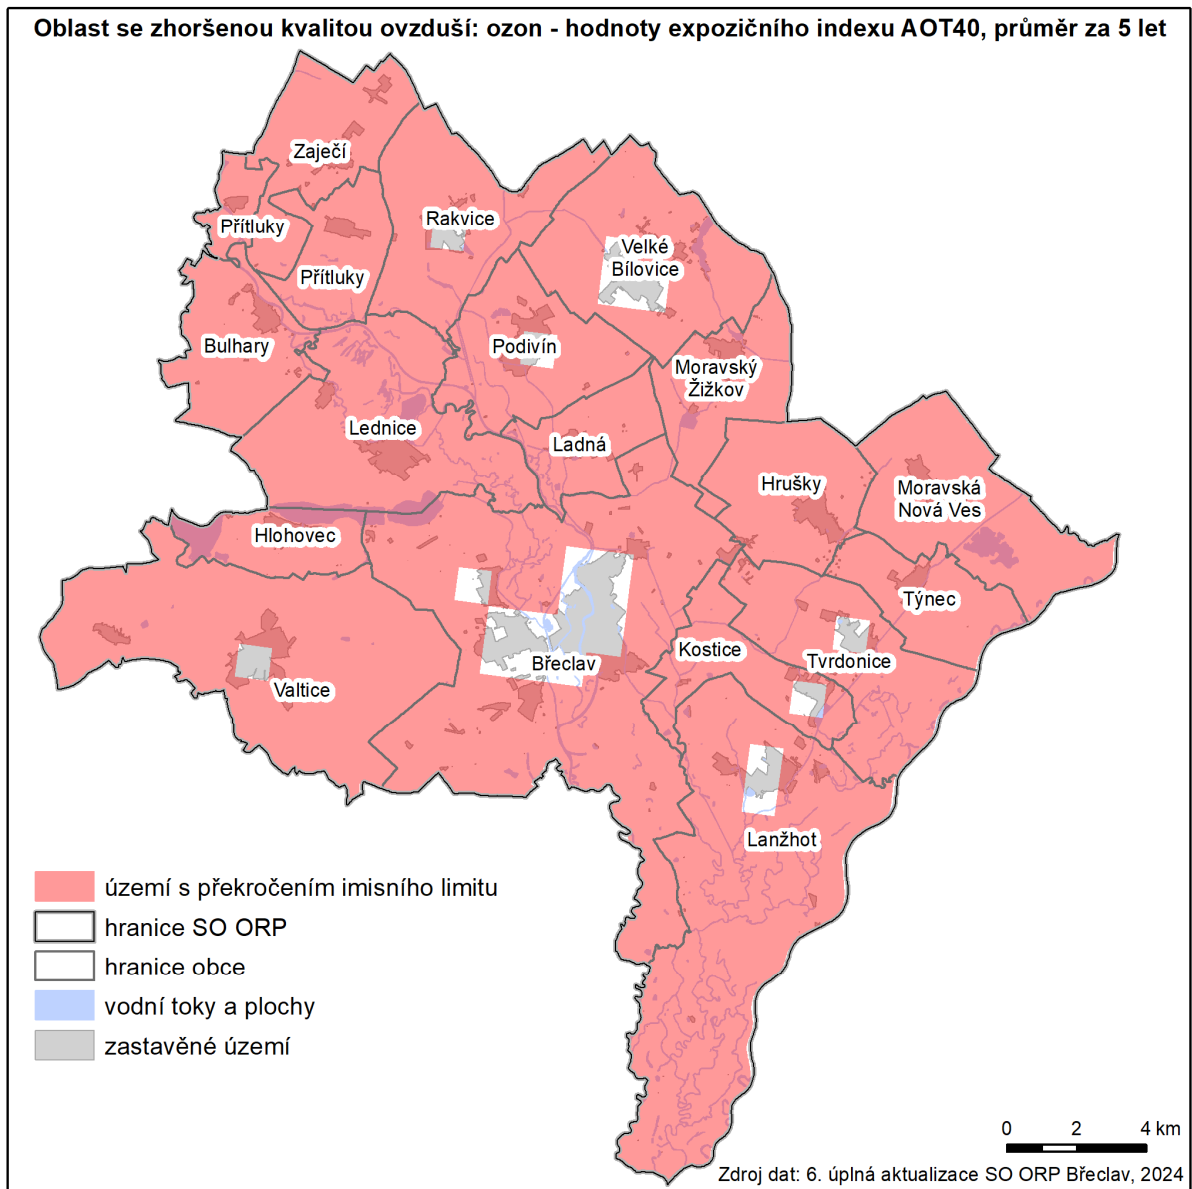 Oblast se zhoršenou kvalitou ovzduší: ozon - hodnoty expozičního indexu AOT40, průměr za 5 let
Zaječí
Rakvice
Přítluky
Velké
Bílovice
Přítluky
Bulhary
Podivín
Moravský
Žižkov
Lednice
Ladná
Hrušky
Moravská
Nová Ves
Hlohovec
Týnec
Kostice
Tvrdonice
Břeclav
Valtice
Lanžhot
území s překročením imisního limitu
hranice SO ORP
hranice obce
vodní toky a plochy
zastavěné území
0 2 4 km
Zdroj dat: 6. úplná aktualizace SO ORP Břeclav, 2024